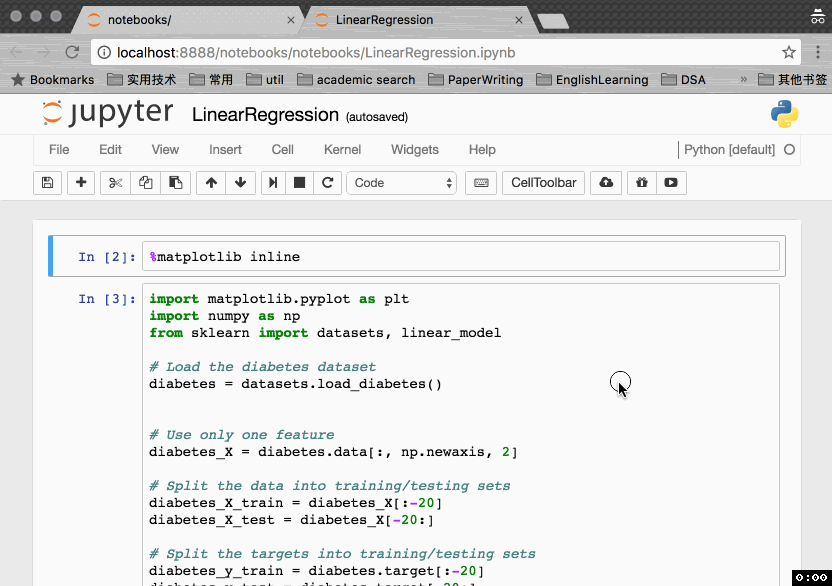 notebooks/ LinearRegression
localhost:8888/notebooks/notebooks/LinearRegression.ipynb
Bookmarks 实用技术 常用 util academic search PaperWriting EnglishLearning DSA » 其他书签
jupyter LinearRegression (autosaved)
File Edit View Insert Cell Kernel Widgets Help Python [default]
Code CellToolbar
In [2]: %matplotlib inline
In [3]: import matplotlib.pyplot as plt
import numpy as np
from sklearn import datasets, linear_model
# Load the diabetes dataset
diabetes = datasets.load_diabetes()
# Use only one feature
diabetes_X = diabetes.data[:, np.newaxis, 2]
# Split the data into training/testing sets
diabetes_X_train = diabetes_X[:-20]
diabetes_X_test = diabetes_X[-20:]
# Split the targets into training/testing sets
diabetes_y_train = diabetes.target[:-20]
0:00